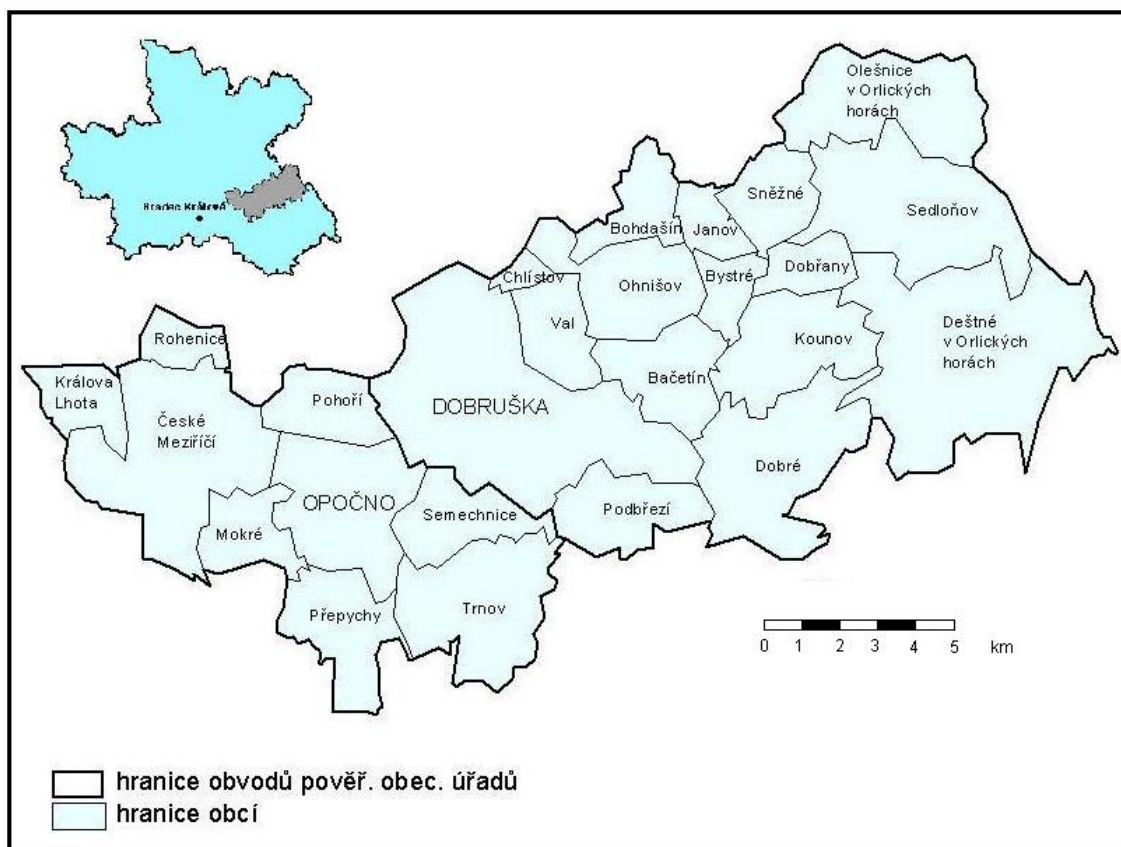 Olešnice
v Orlických
horách
Hradec Králové
Sněžné
Sedloňov
Bohdašín
Janov
Chlístov
Ohnišov
Bystré
Dobřany
Val
Rohenice
Kounov
Deštné
v Orlických
horách
Králova
Lhota
Pohoří
Bačetín
České
Meziříčí
DOBRUŠKA
Dobré
OPOČNO
Semechnice
Podbřezí
Mokré
Přepychy
Trnov
0 1 2 3 4 5 km
hranice obvodů pověř. obec. úřadů
hranice obcí